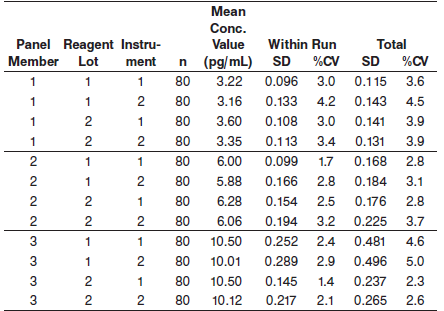 Mean
Conc.
Panel Reagent Instru- Value Within Run Total
Member Lot ment n (pg/mL) SD %CV SD %CV
1 1 1 80 3.22 0.096 3.0 0.115 3.6
1 1 2 80 3.16 0.133 4.2 0.143 4.5
1 2 1 80 3.60 0.108 3.0 0.141 3.9
1 2 2 80 3.35 0.113 3.4 0.131 3.9
2 1 1 80 6.00 0.099 1.7 0.168 2.8
2 1 2 80 5.88 0.166 2.8 0.184 3.1
2 2 1 80 6.28 0.154 2.5 0.176 2.8
2 2 2 80 6.06 0.194 3.2 0.225 3.7
3 1 1 80 10.50 0.252 2.4 0.481 4.6
3 1 2 80 10.01 0.289 2.9 0.496 5.0
3 2 1 80 10.50 0.145 1.4 0.237 2.3
3 2 2 80 10.12 0.217 2.1 0.265 2.6